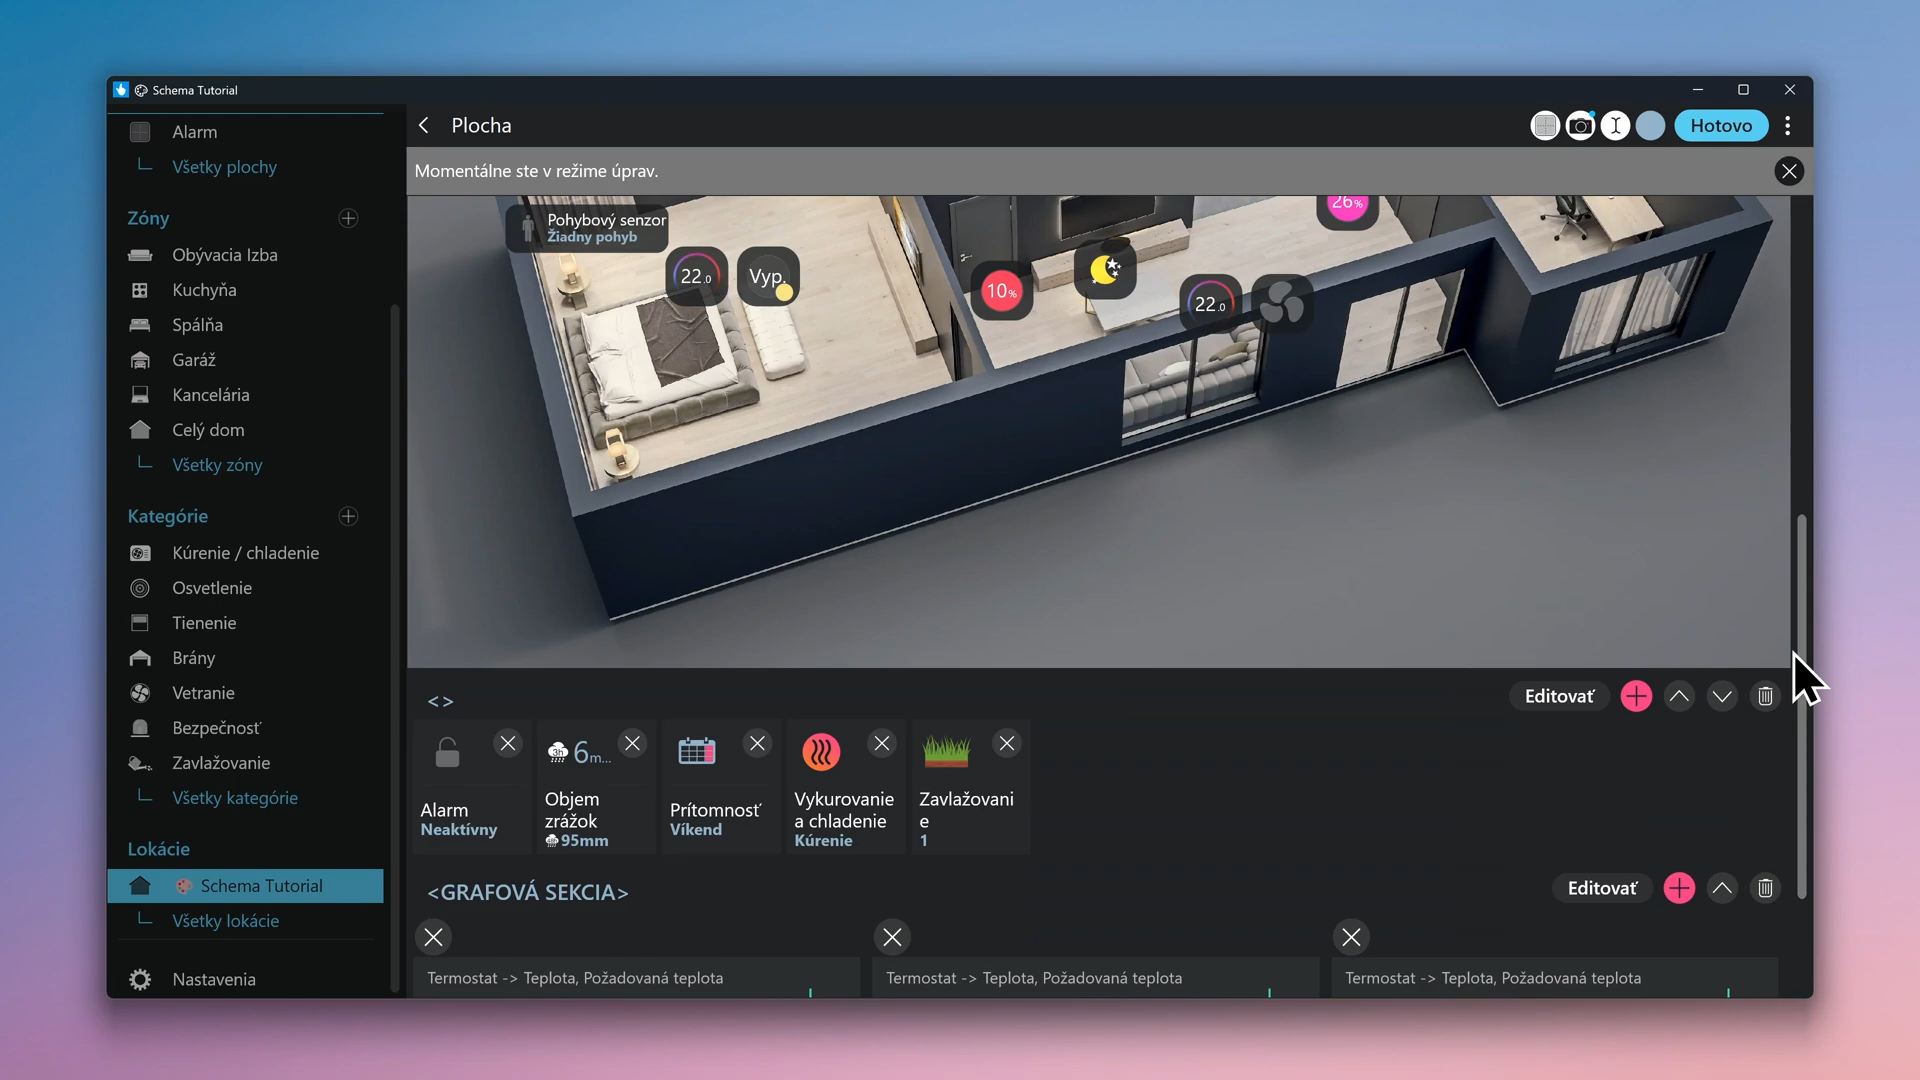 Schema Tutorial
Alarm
Všetky plochy
Zóny
Obývacia Izba
Kuchyňa
Spálňa
Garáž
Kancelária
Celý dom
Všetky zóny
Kategórie
Kúrenie / chladenie
Osvetlenie
Tienenie
Brány
Vetranie
Bezpečnosť
Zavlažovanie
Všetky kategórie
Lokácie
Schema Tutorial
Všetky lokácie
Nastavenia
Plocha
Hotovo
Momentálne ste v režime úprav.
Pohybový senzor
Žiadny pohyb
22.0
Vyp.
10%
26%
22.0
<>
Editovať
Alarm
Neaktívny
3h 6m...
Objem
zrážok
95mm
Prítomnosť
Víkend
Vykurovanie
a chladenie
Kúrenie
Zavlažovani
e
1
<GRAFOVÁ SEKCIA>
Editovať
Termostat -> Teplota, Požadovaná teplota
Termostat -> Teplota, Požadovaná teplota
Termostat -> Teplota, Požadovaná teplota